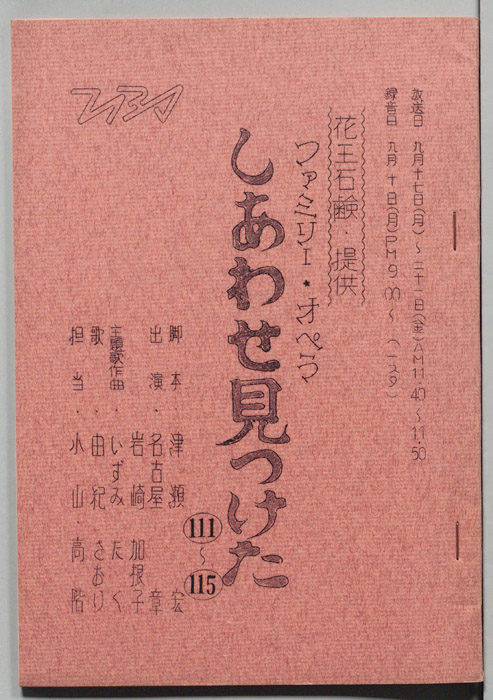 放送日 九月十七日(月)〜二十一日(金)AM11.40〜11.50
録音日 九月十日(月)PM9.00〜(一スタ)
花王石鹸・提供
ファミリー・オペラ
しあわせ見つけた
111〜115
脚本・津瀬 宏
出演・名古屋 章
岩崎 加根子
主題歌作曲・いずみたく
歌・由紀さおり
担当・小山・高階
TBS